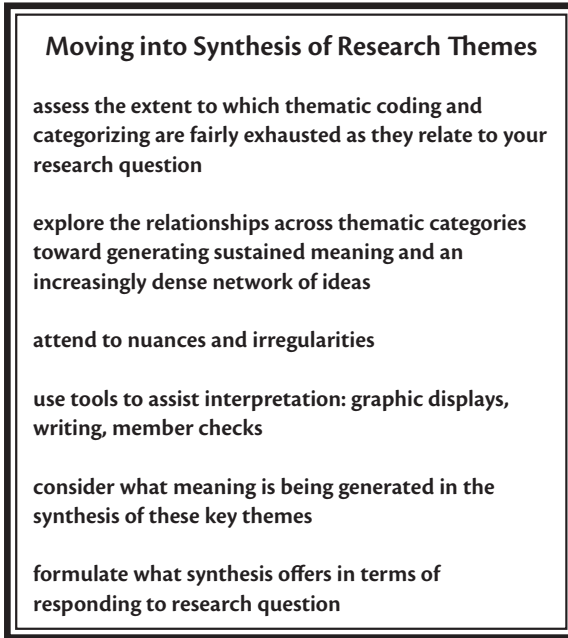 Moving into Synthesis of Research Themes
assess the extent to which thematic coding and
categorizing are fairly exhausted as they relate to your
research question
explore the relationships across thematic categories
toward generating sustained meaning and an
increasingly dense network of ideas
attend to nuances and irregularities
use tools to assist interpretation: graphic displays,
writing, member checks
consider what meaning is being generated in the
synthesis of these key themes
formulate what synthesis offers in terms of
responding to research question